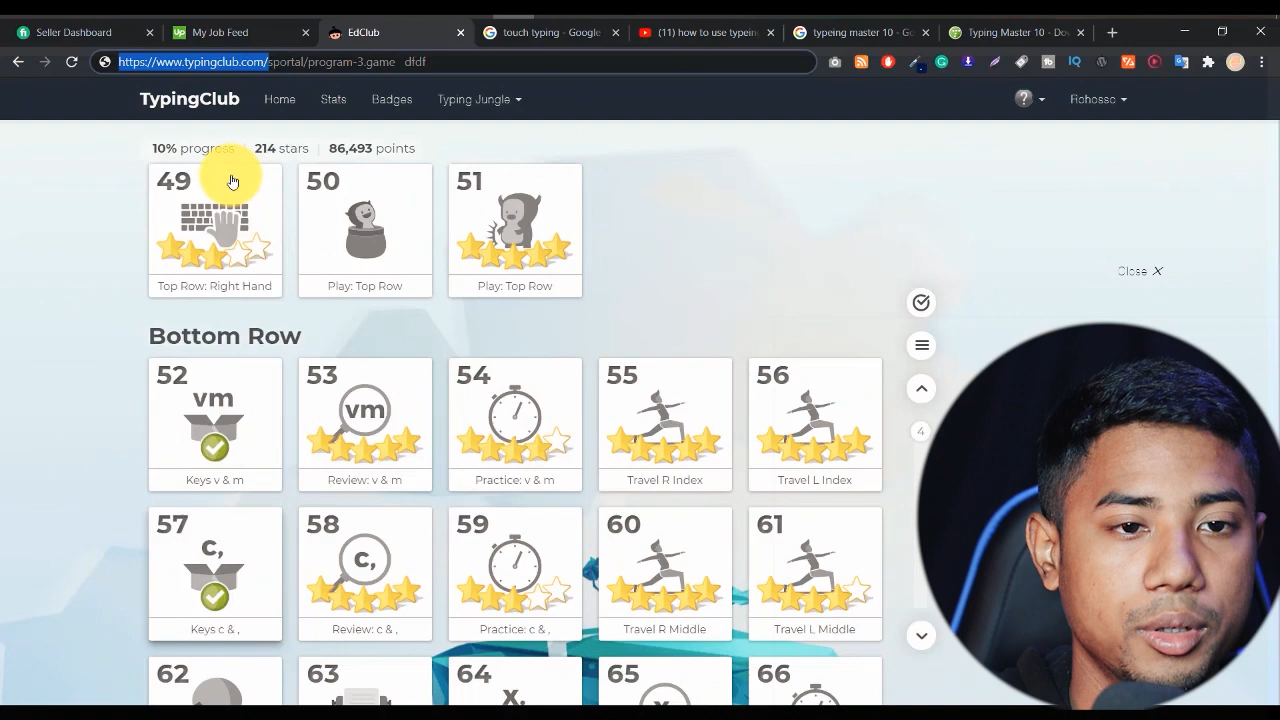 Seller Dashboard
My Job Feed
EdClub
touch typing - Google
(11) how to use typein
typeing master 10 - Go
Typing Master 10 - Do
https://www.typingclub.com/sportal/program-3.game dfdf
TypingClub
Home
Stats
Badges
Typing Jungle
Rohosso
10% progress
214 stars
86,493 points
49
50
51
Top Row: Right Hand
Play: Top Row
Play: Top Row
Close X
Bottom Row
52
53
54
55
56
vm
vm
Keys v & m
Review: v & m
Practice: v & m
Travel R Index
Travel L Index
4
57
58
59
60
61
c,
c,
Keys c & ,
Review: c & ,
Practice: c & ,
Travel R Middle
Travel L Middle
62
63
64
65
66
x.